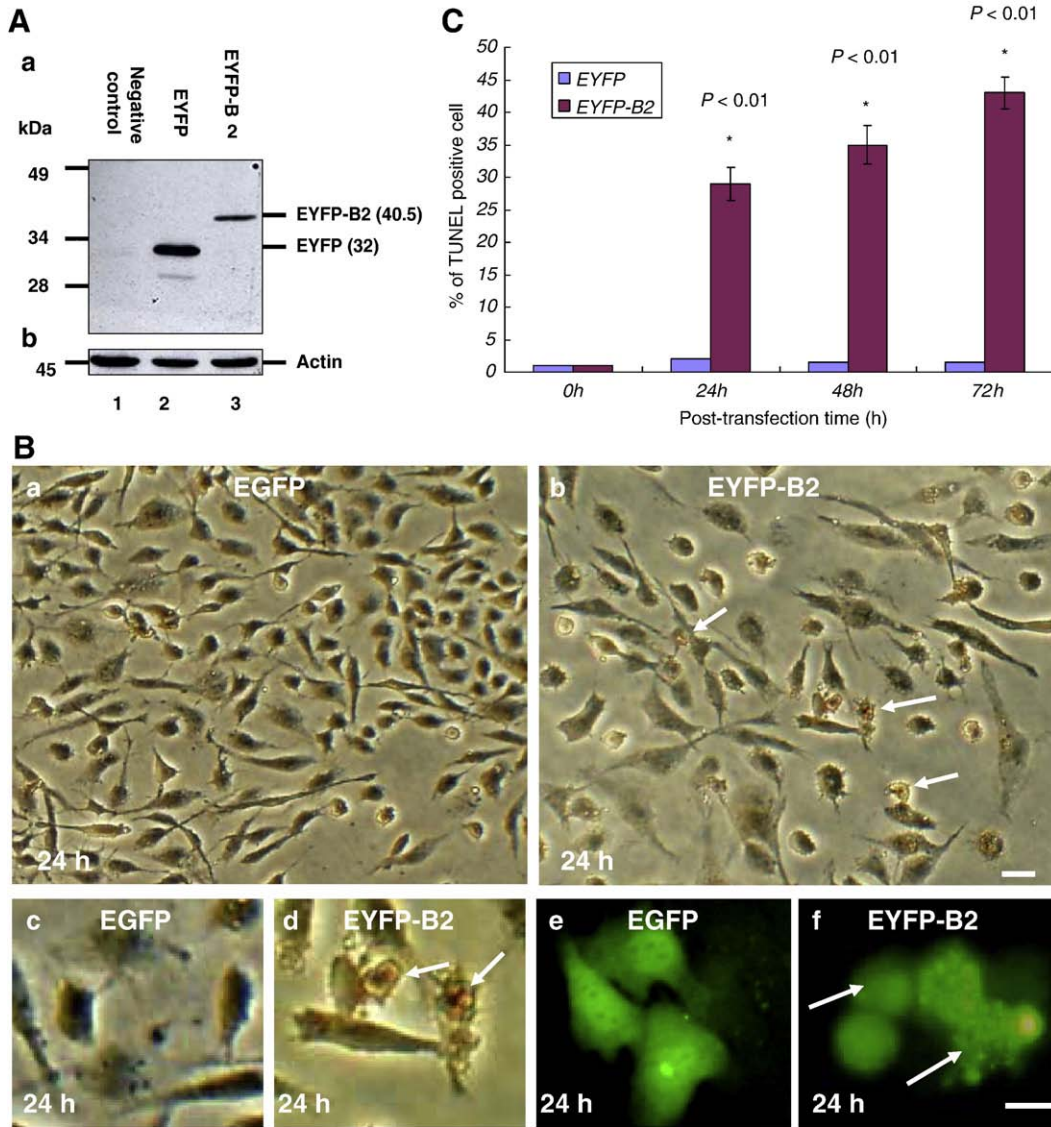 A
a
Negative control
EYFP
EYFP-B 2
kDa
49
34
28
EYFP-B2 (40.5)
EYFP (32)
b
45
Actin
1 2 3
C
% of TUNEL positive cell
50
45
40
35
30
25
20
15
10
5
0
EYFP
EYFP-B2
P < 0.01
*
P < 0.01
*
P < 0.01
*
0h 24h 48h 72h
Post-transfection time (h)
B
a EGFP
24 h
b EYFP-B2
24 h
c EGFP
24 h
d EYFP-B2
24 h
e EGFP
24 h
f EYFP-B2
24 h